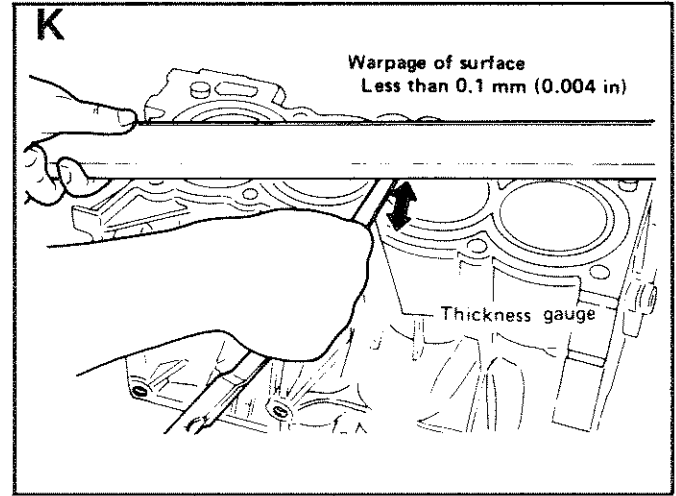 K
Warpage of surface
Less than 0.1 mm (0.004 in)
Thickness gauge